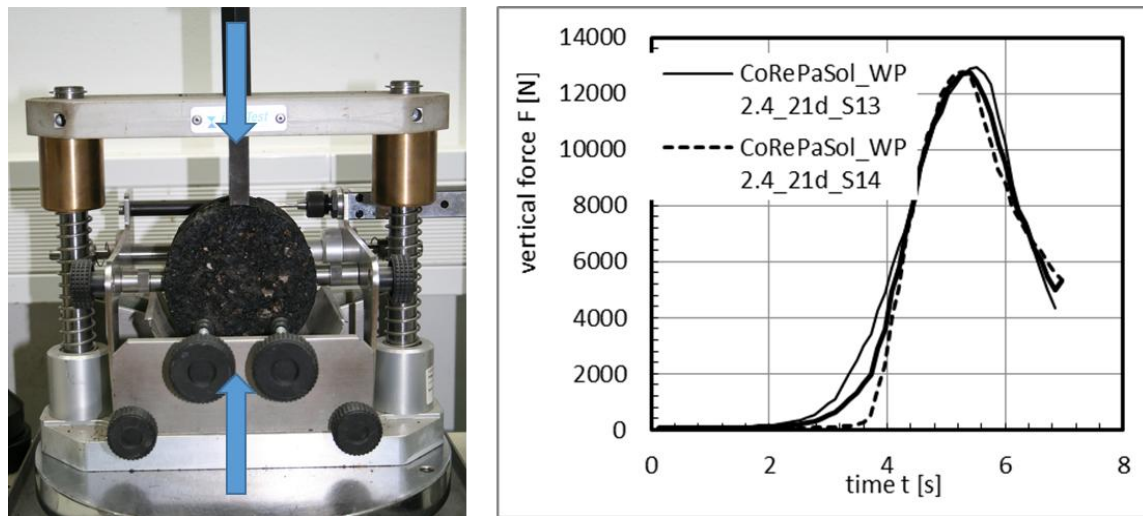 Test
14000
12000
10000
8000
6000
4000
2000
0
vertical force F [N]
CoRePaSol_WP
2.4_21d_S13
CoRePaSol_WP
2.4_21d_S14
0 2 4 6 8
time t [s]